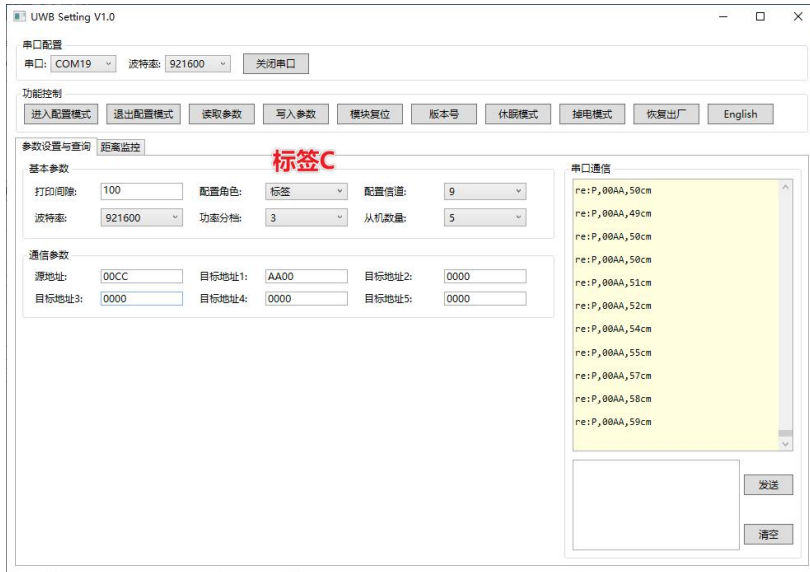 UWB Setting V1.0
串口配置
串口: COM19 波特率: 921600 关闭串口
功能控制
进入配置模式 退出配置模式 读取参数 写入参数 模块复位 版本号 休眠模式 掉电模式 恢复出厂 English
参数设置与查询 距离监控
标签C
基本参数
打印间隙: 100 配置角色: 标签 配置信道: 9
波特率: 921600 功率分档: 3 从机数量: 5
通信参数
源地址: 00CC 目标地址1: AA00 目标地址2: 0000
目标地址3: 0000 目标地址4: 0000 目标地址5: 0000
串口通信
re:P,00AA,50cm
re:P,00AA,49cm
re:P,00AA,50cm
re:P,00AA,50cm
re:P,00AA,51cm
re:P,00AA,52cm
re:P,00AA,54cm
re:P,00AA,55cm
re:P,00AA,57cm
re:P,00AA,58cm
re:P,00AA,59cm
发送
清空